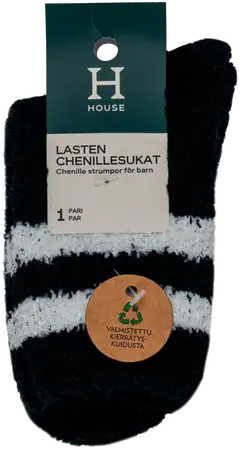 H
HOUSE
LASTEN
CHENILLESUKAT
Chenille strumpor för barn
1 PARI
PAR
VALMISTETTU
KIERRÄTYS-
KUIDUSTA